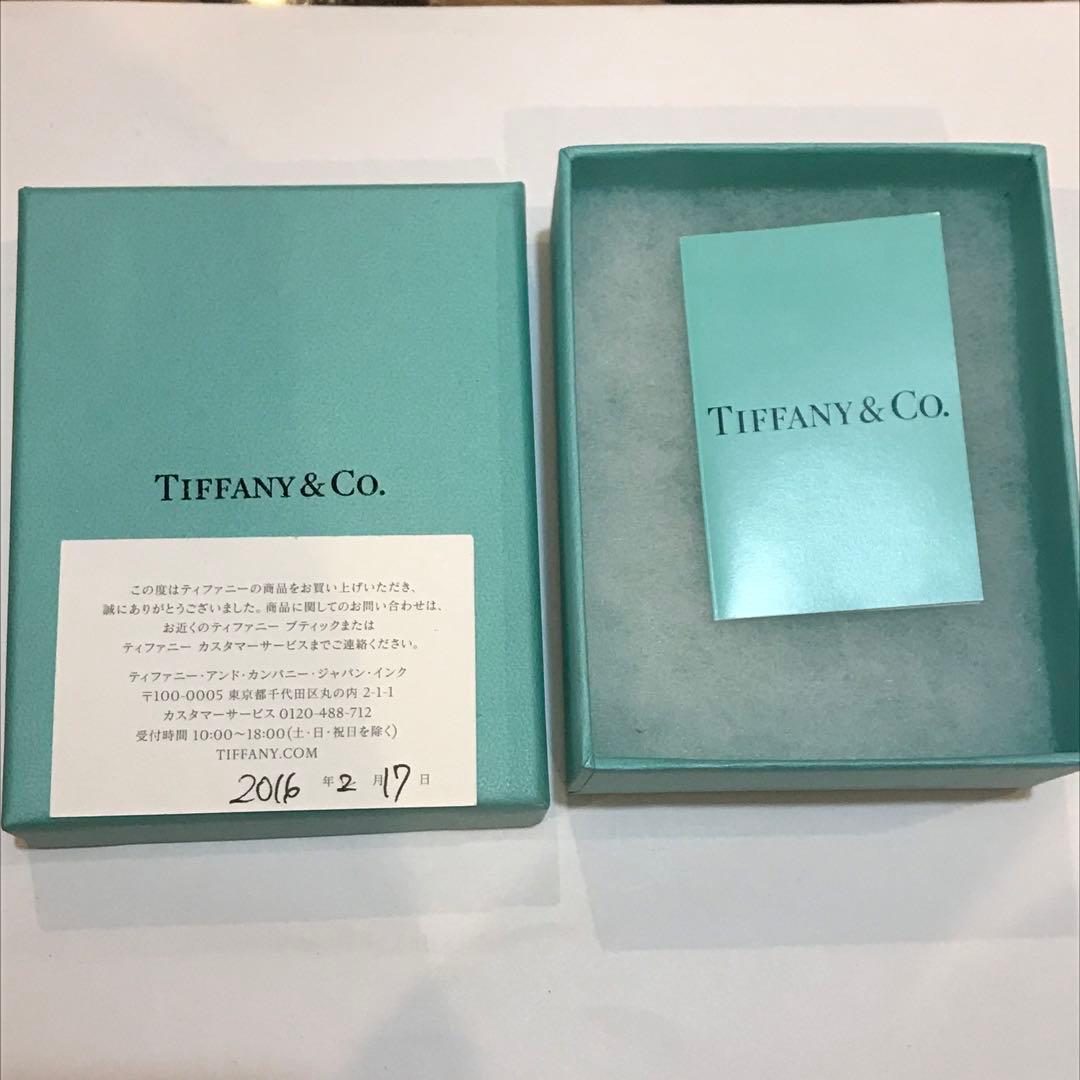 TIFFANY & CO.
この度はティファニーの商品をお買い上げいただき、
誠にありがとうございました。商品に関してのお問い合わせは、
お近くのティファニー ブティックまたは
ティファニー カスタマーサービスまでご連絡ください。
ティファニー・アンド・カンパニー・ジャパン・インク
〒100-0005 東京都千代田区丸の内 2-1-1
カスタマーサービス 0120-488-712
受付時間 10:00〜18:00(土・日・祝日を除く)
TIFFANY.COM
2016 年 2 月 17 日
TIFFANY & CO.